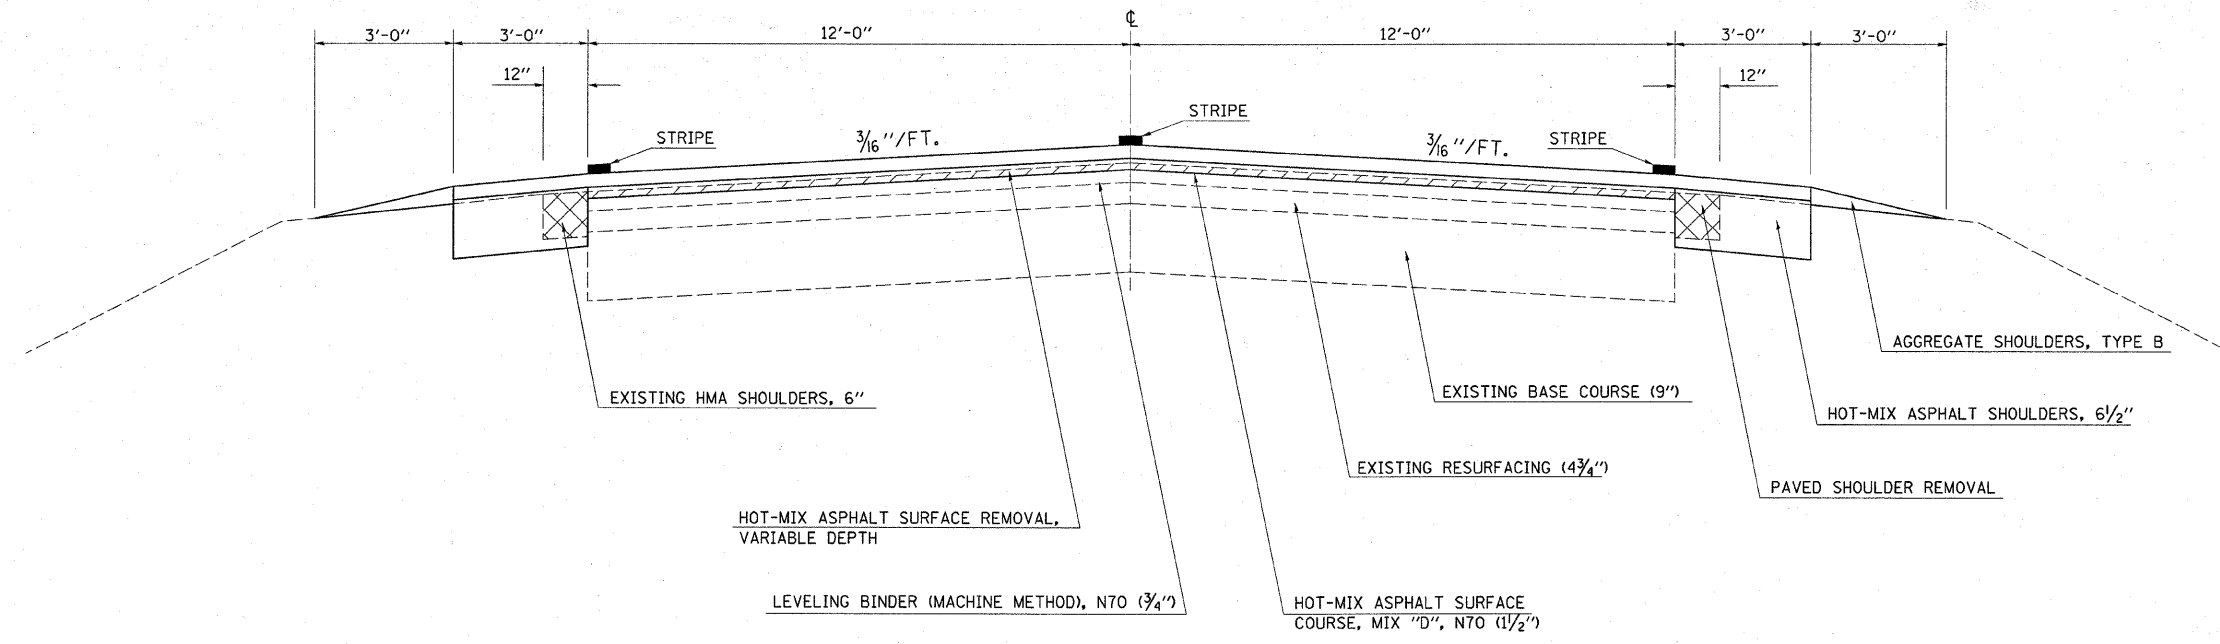 ℄
3'-0"
3'-0"
12'-0"
12'-0"
3'-0"
3'-0"
12"
12"
STRIPE
STRIPE
STRIPE
3/16"/FT.
3/16"/FT.
AGGREGATE SHOULDERS, TYPE B
EXISTING HMA SHOULDERS, 6"
EXISTING BASE COURSE (9")
HOT-MIX ASPHALT SHOULDERS, 6 1/2"
EXISTING RESURFACING (4 3/4")
PAVED SHOULDER REMOVAL
HOT-MIX ASPHALT SURFACE REMOVAL,
VARIABLE DEPTH
LEVELING BINDER (MACHINE METHOD), N70 (3/4")
HOT-MIX ASPHALT SURFACE
COURSE, MIX "D", N70 (1 1/2")